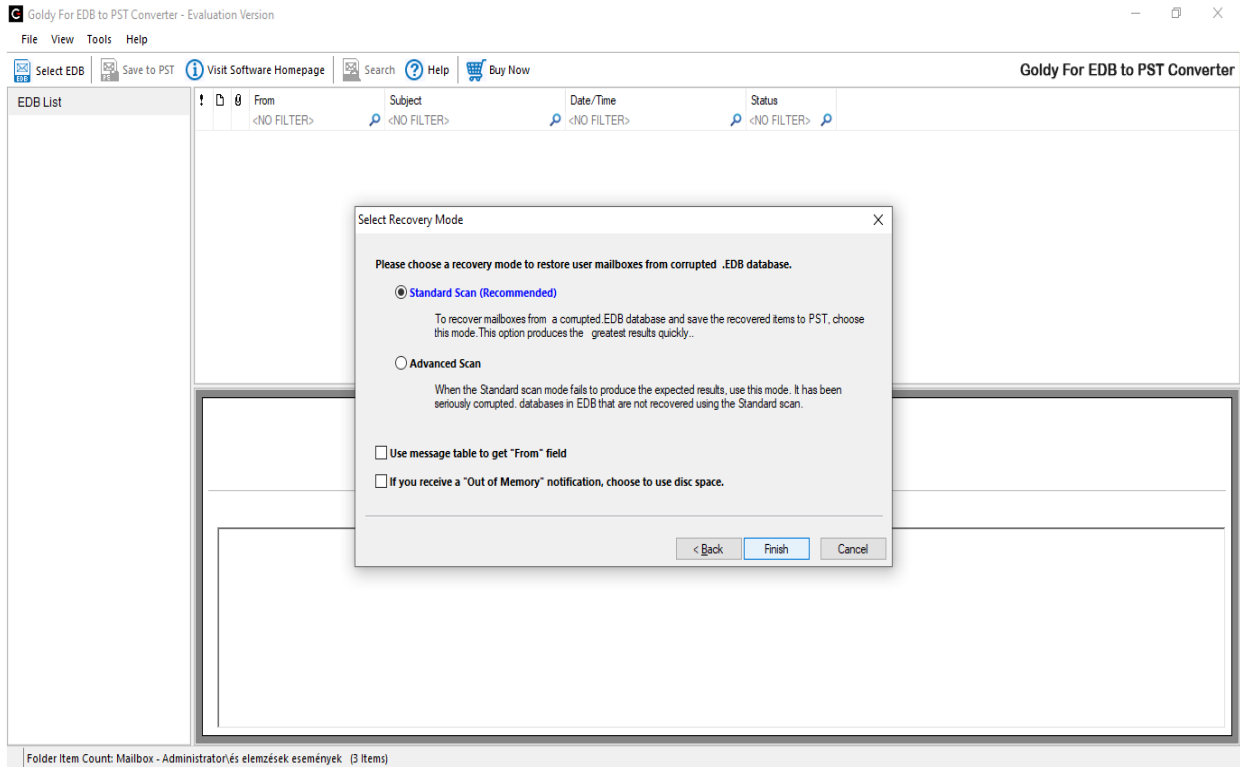 Goldy For EDB to PST Converter - Evaluation Version
File View Tools Help
Select EDB Save to PST Visit Software Homepage Search Help Buy Now Goldy For EDB to PST Converter
EDB List
From Subject Date/Time Status
<NO FILTER> <NO FILTER> <NO FILTER> <NO FILTER>
Select Recovery Mode
Please choose a recovery mode to restore user mailboxes from corrupted .EDB database.
Standard Scan (Recommended)
To recover mailboxes from a corrupted.EDB database and save the recovered items to PST, choose
this mode.This option produces the greatest results quickly..
Advanced Scan
When the Standard scan mode fails to produce the expected results, use this mode. It has been
seriously corrupted. databases in EDB that are not recovered using the Standard scan.
Use message table to get "From" field
If you receive a "Out of Memory" notification, choose to use disc space.
< Back Finish Cancel
Folder Item Count: Mailbox - Administrator\és elemzések események (3 Items)